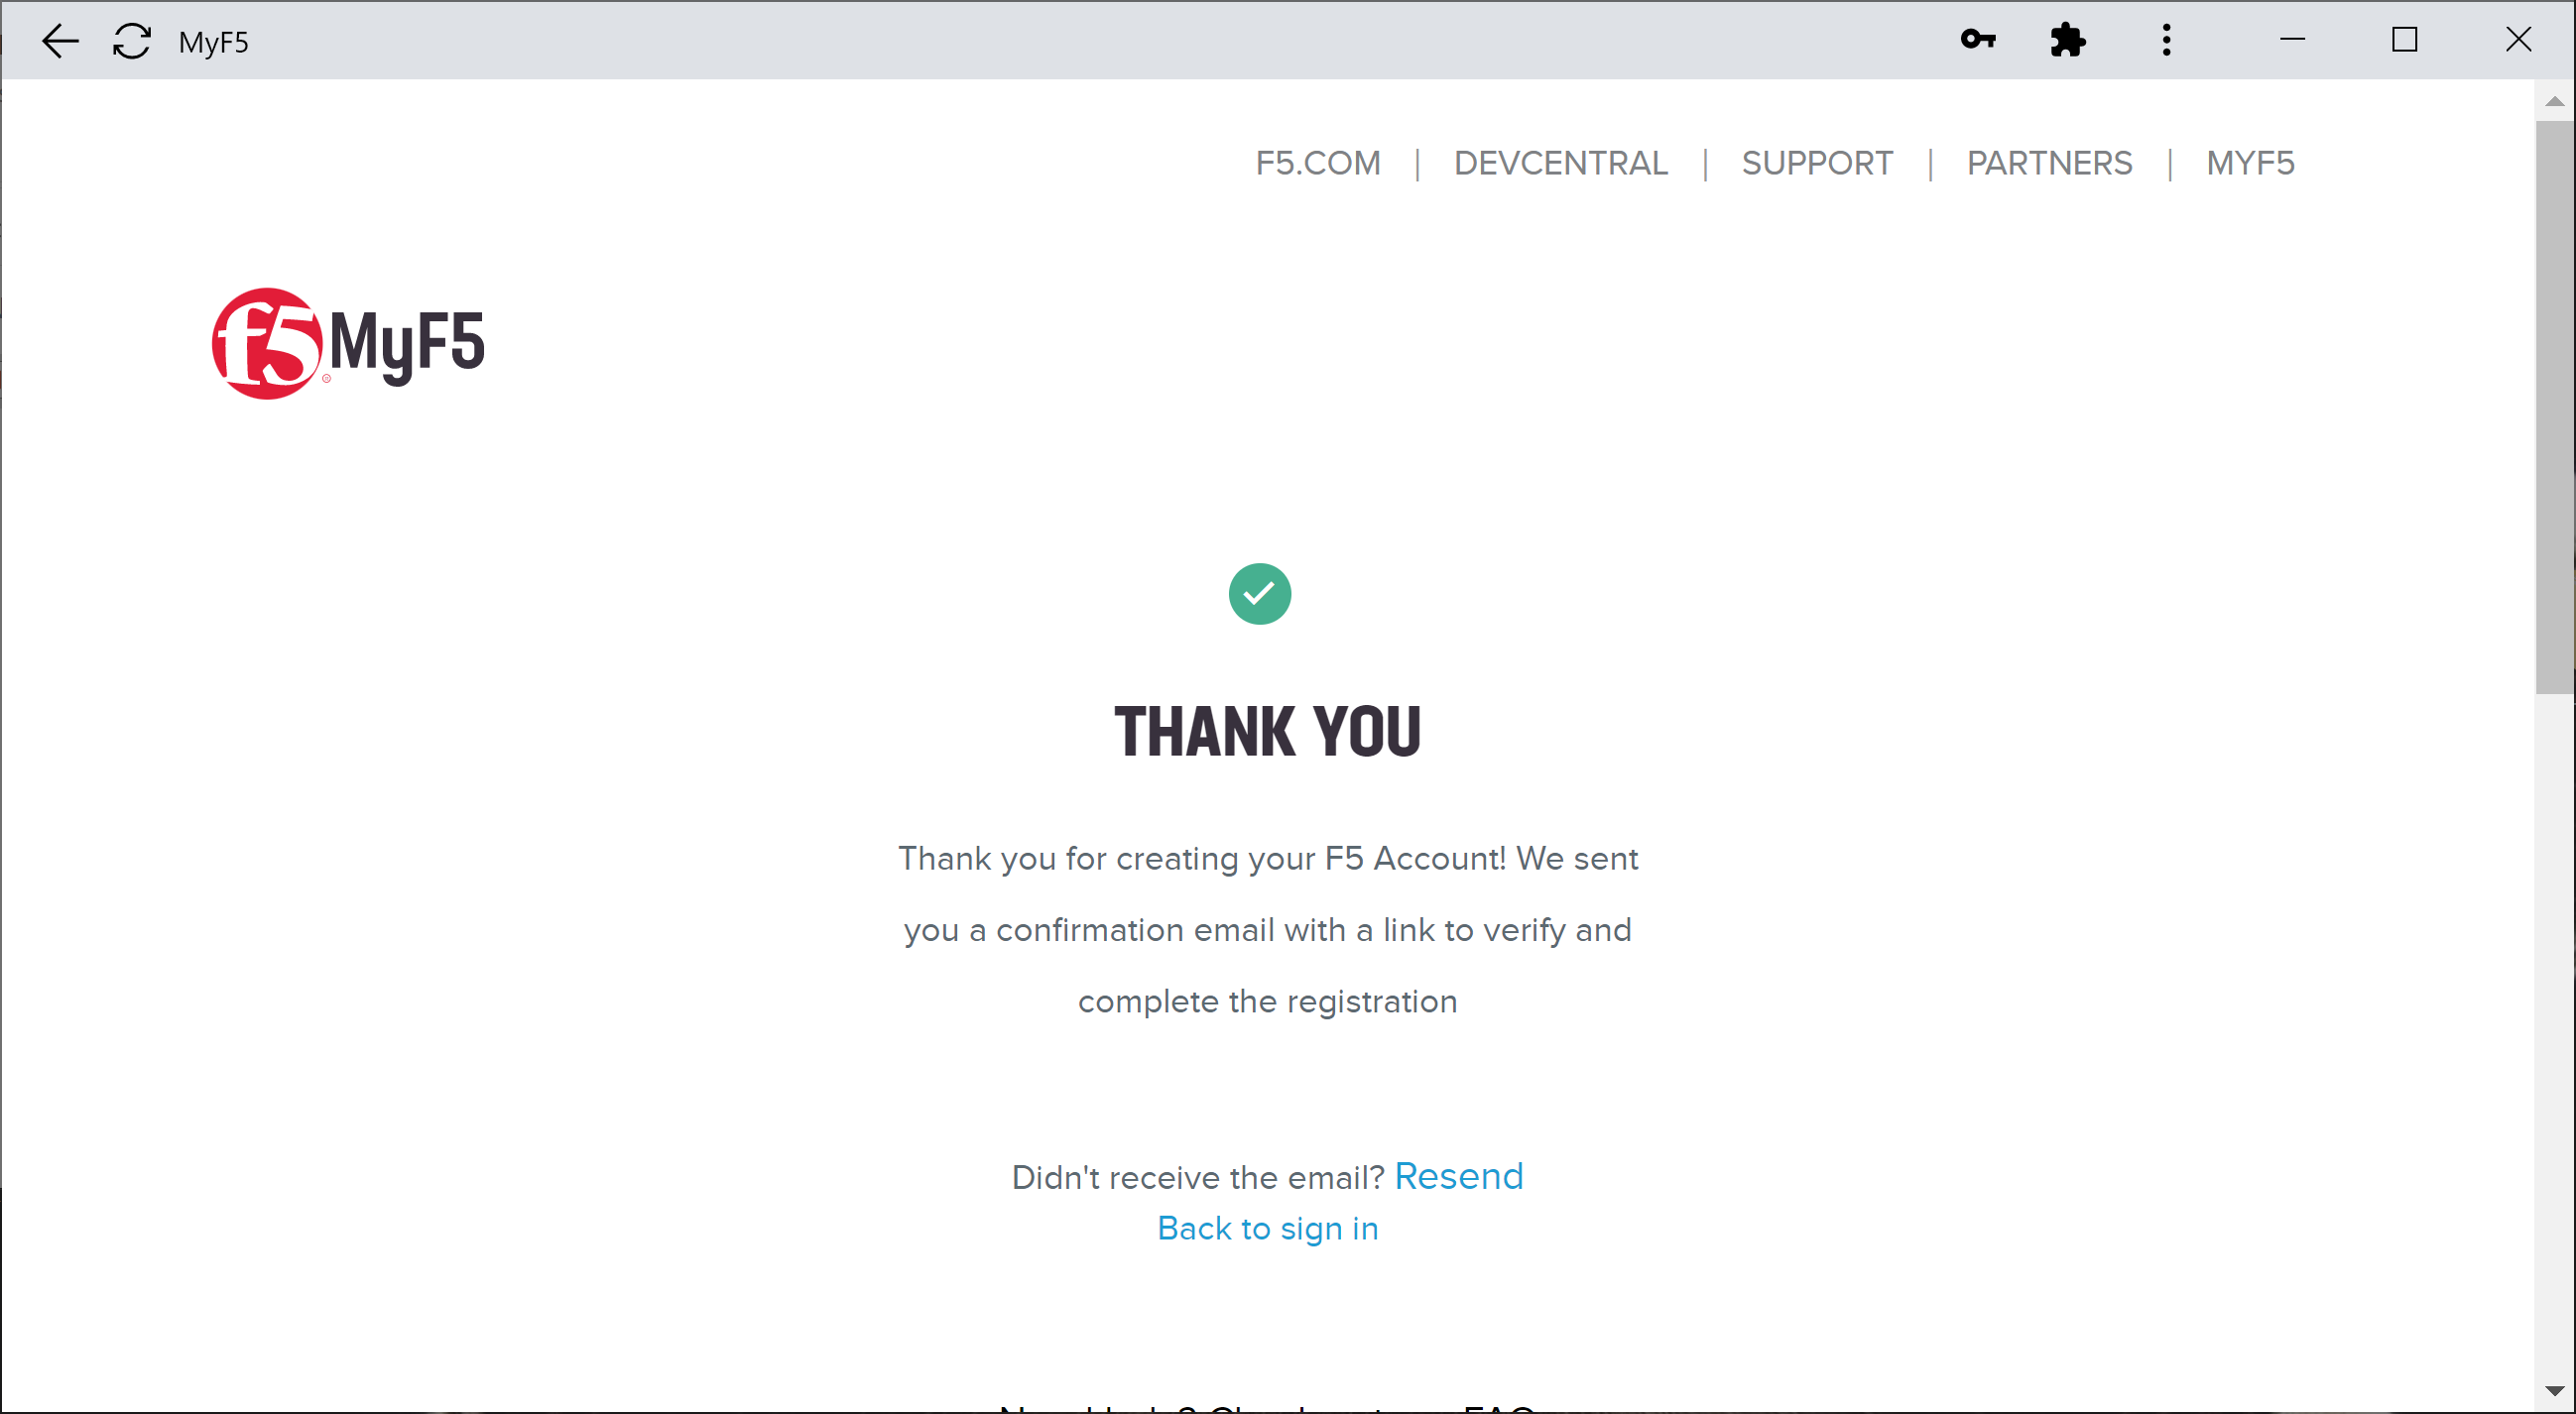 MyF5
F5.COM | DEVCENTRAL | SUPPORT | PARTNERS | MYF5
f5 MyF5
THANK YOU
Thank you for creating your F5 Account! We sent
you a confirmation email with a link to verify and
complete the registration
Didn't receive the email? Resend
Back to sign in